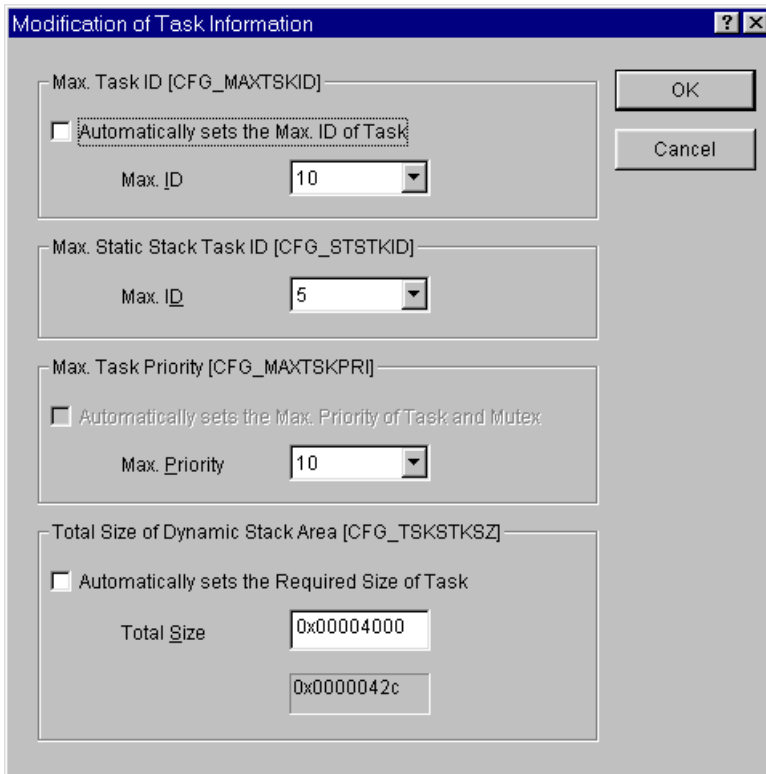 Modification of Task Information
Max. Task ID [CFG_MAXTSKID]
OK
Automatically sets the Max. ID of Task
Cancel
Max. ID 10
Max. Static Stack Task ID [CFG_STSTKID]
Max. ID 5
Max. Task Priority [CFG_MAXTSKPRI]
Automatically sets the Max. Priority of Task and Mutex
Max. Priority 10
Total Size of Dynamic Stack Area [CFG_TSKSTKSZ]
Automatically sets the Required Size of Task
Total Size 0x00004000
0x0000042c